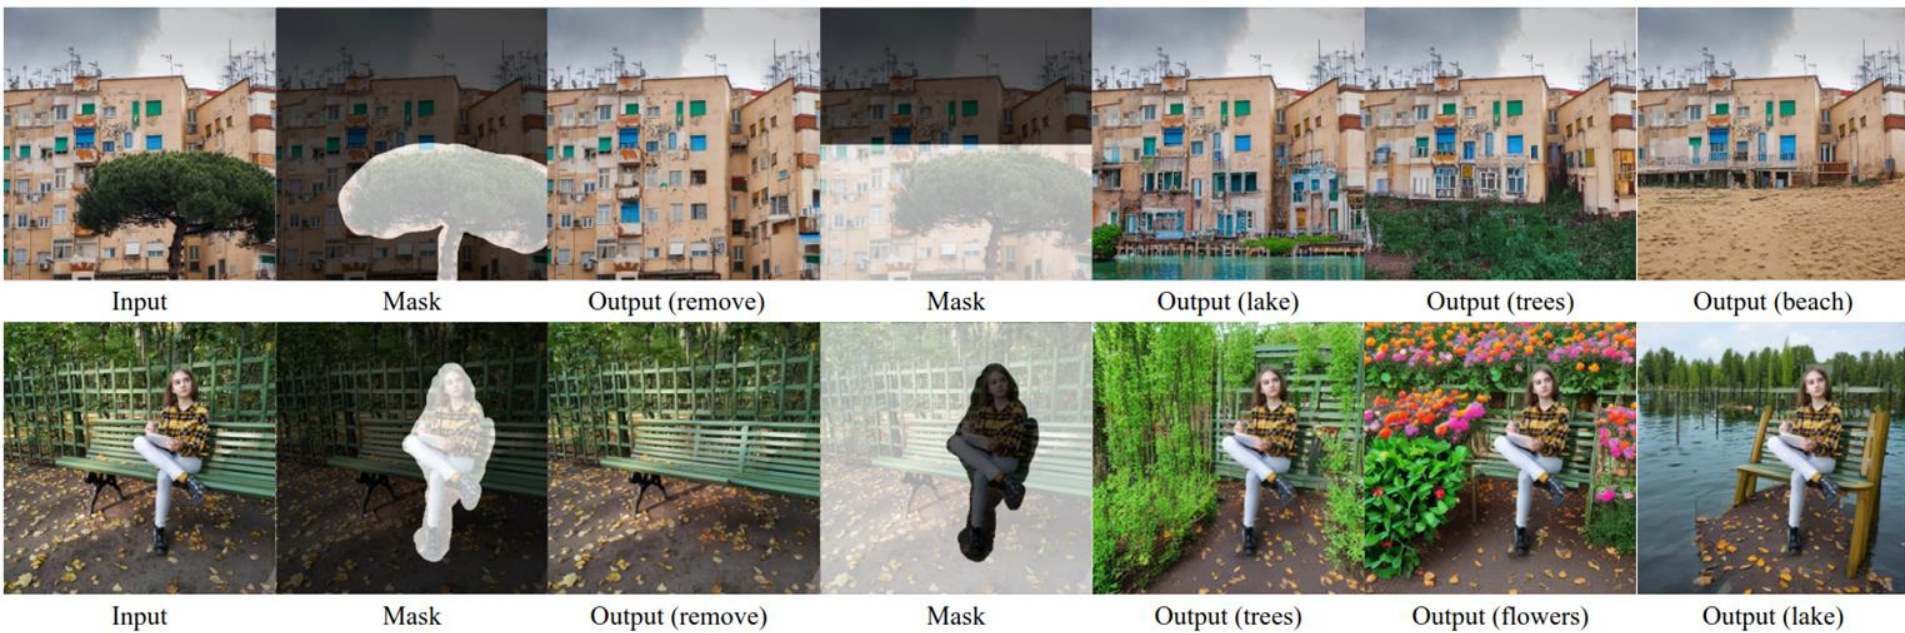 Input Mask Output (remove) Mask Output (lake) Output (trees) Output (beach)
Input Mask Output (remove) Mask Output (trees) Output (flowers) Output (lake)